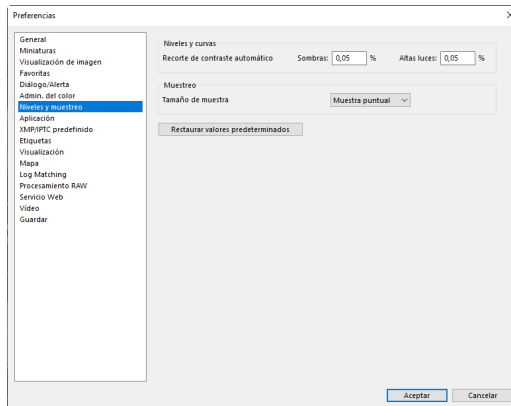 Preferencias
General
Miniaturas
Visualización de imagen
Favoritas
Diálogo/Alerta
Admin. del color
Niveles y muestreo
Aplicación
XMP/IPTC predefinido
Etiquetas
Visualización
Mapa
Log Matching
Procesamiento RAW
Servicio Web
Vídeo
Guardar
Niveles y curvas
Recorte de contraste automático Sombras: 0,05 % Altas luces: 0,05 %
Muestreo
Tamaño de muestra Muestra puntual
Restaurar valores predeterminados
Aceptar Cancelar